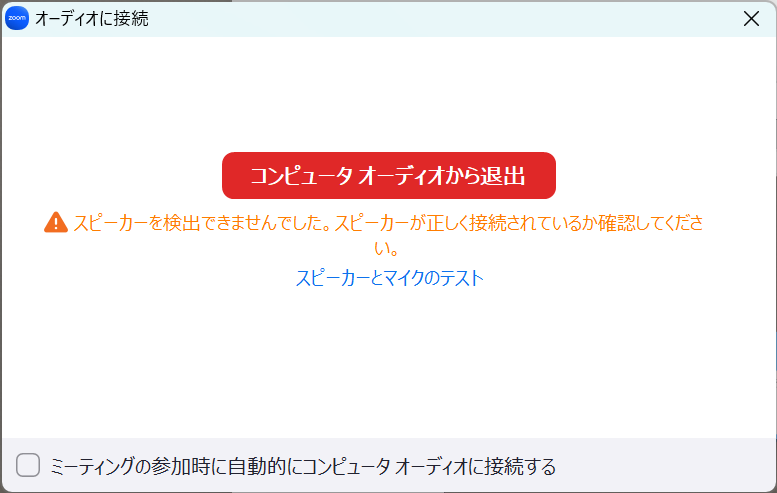 zoom オーディオに接続
コンピュータ オーディオから退出
スピーカーを検出できませんでした。スピーカーが正しく接続されているか確認してくださ
い。
スピーカーとマイクのテスト
ミーティングの参加時に自動的にコンピュータ オーディオに接続する